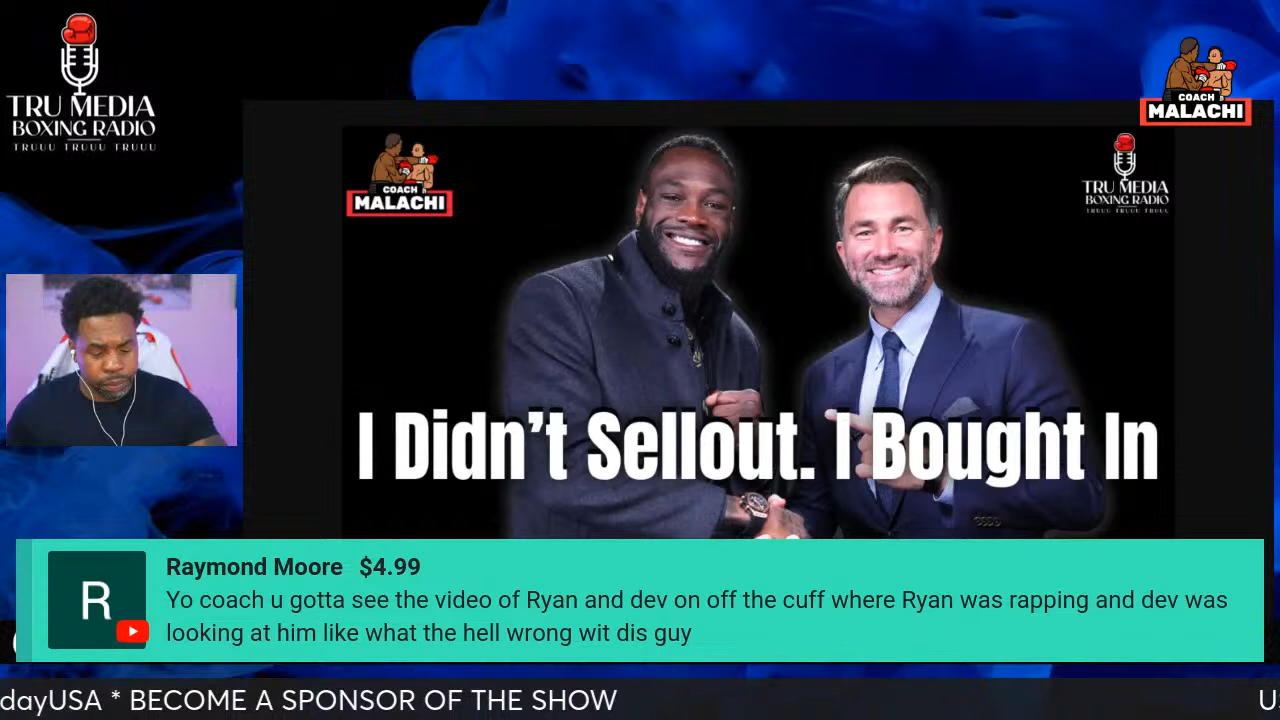 TRU MEDIA
BOXING RADIO
TRUUU TRUUU TRUUU
COACH
MALACHI
COACH
MALACHI
TRU MEDIA
BOXING RADIO
TRUUU TRUUU TRUUU
I Didn't Sellout. I Bought In
R
Raymond Moore $4.99
Yo coach u gotta see the video of Ryan and dev on off the cuff where Ryan was rapping and dev was
looking at him like what the hell wrong wit dis guy
dayUSA * BECOME A SPONSOR OF THE SHOW